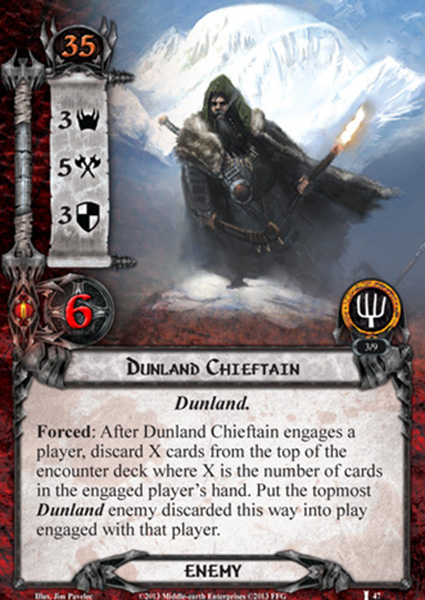 35
3
5
3
6
3/9
Dunland Chieftain
Dunland.
Forced: After Dunland Chieftain engages a
player, discard X cards from the top of the
encounter deck where X is the number of cards
in the engaged player's hand. Put the topmost
Dunland enemy discarded this way into play
engaged with that player.
ENEMY
Illus. Jim Pavelec ©2013 Middle-earth Enterprises ©2013 FFG 47